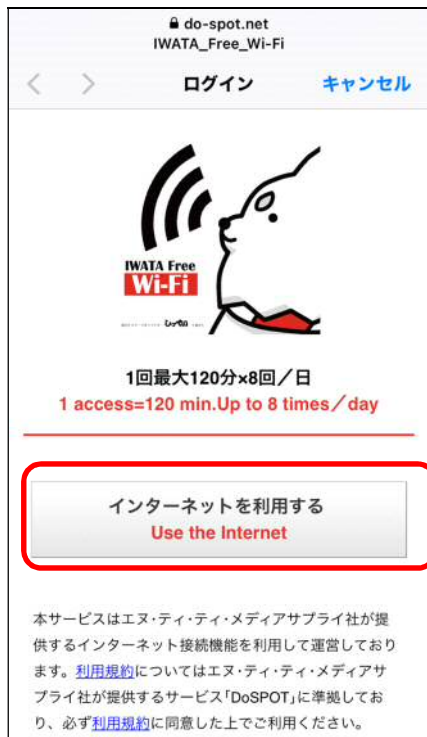 do-spot.net
IWATA_Free_Wi-Fi
ログイン
キャンセル
IWATA Free
Wi-Fi
しっぺい
1回最大120分×8回／日
1 access=120 min.Up to 8 times／day
インターネットを利用する
Use the Internet
本サービスはエヌ・ティ・ティ・メディアサプライ社が提
供するインターネット接続機能を利用して運営しており
ます。利用規約についてはエヌ・ティ・ティ・メディアサ
プライ社が提供するサービス｢DoSPOT｣に準拠してお
り、必ず利用規約に同意した上でご利用ください。